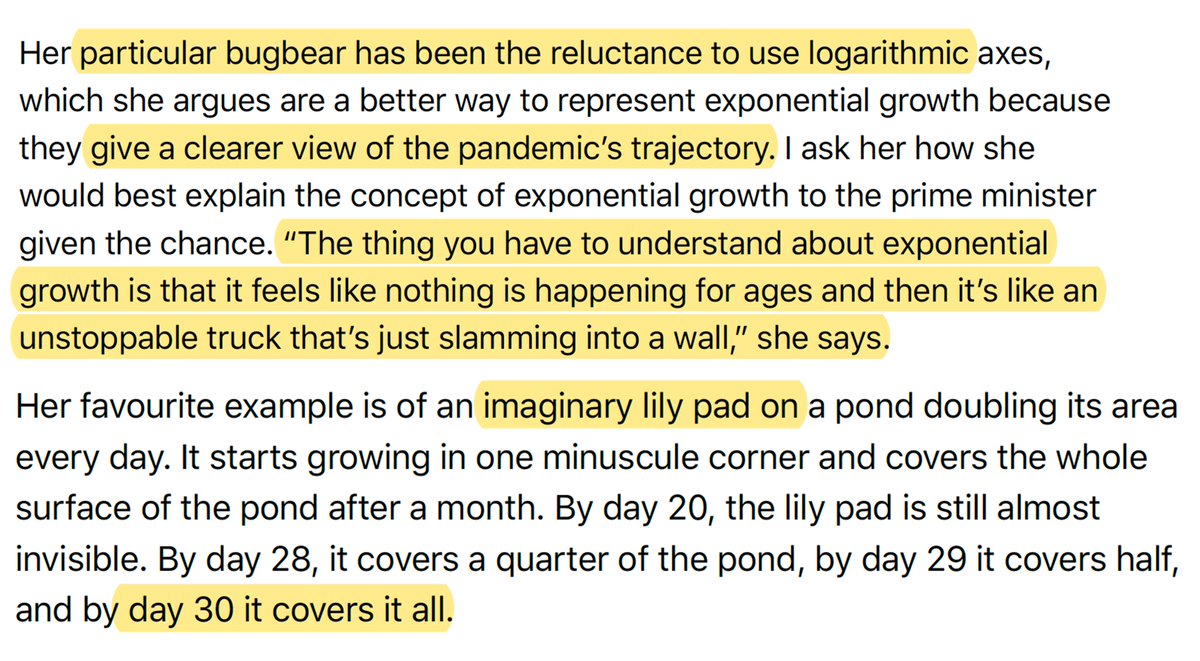 Her particular bugbear has been the reluctance to use logarithmic axes,
which she argues are a better way to represent exponential growth because
they give a clearer view of the pandemic’s trajectory. I ask her how she
would best explain the concept of exponential growth to the prime minister
given the chance. “The thing you have to understand about exponential
growth is that it feels like nothing is happening for ages and then it’s like an
unstoppable truck that’s just slamming into a wall,” she says.
Her favourite example is of an imaginary lily pad on a pond doubling its area
every day. It starts growing in one minuscule corner and covers the whole
surface of the pond after a month. By day 20, the lily pad is still almost
invisible. By day 28, it covers a quarter of the pond, by day 29 it covers half,
and by day 30 it covers it all.